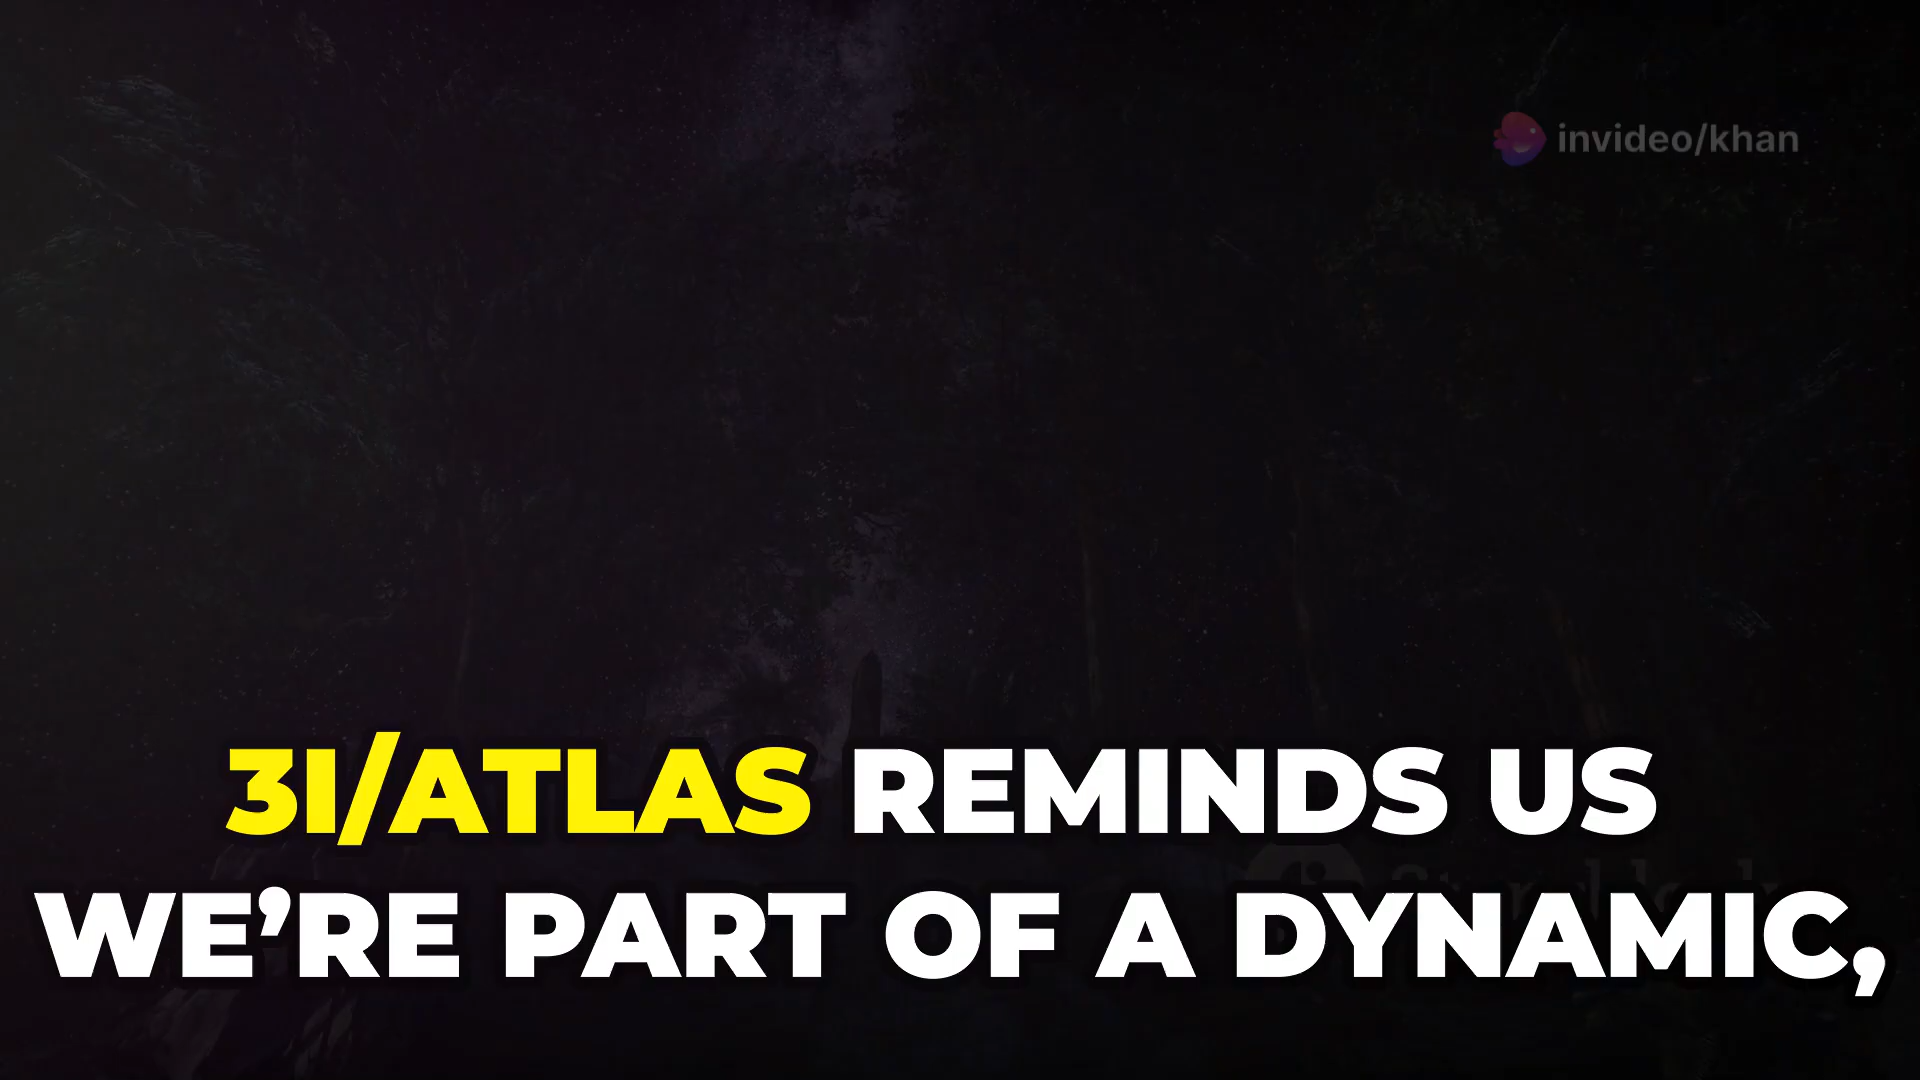 invideo/khan
3I/ATLAS REMINDS US
WE’RE PART OF A DYNAMIC,